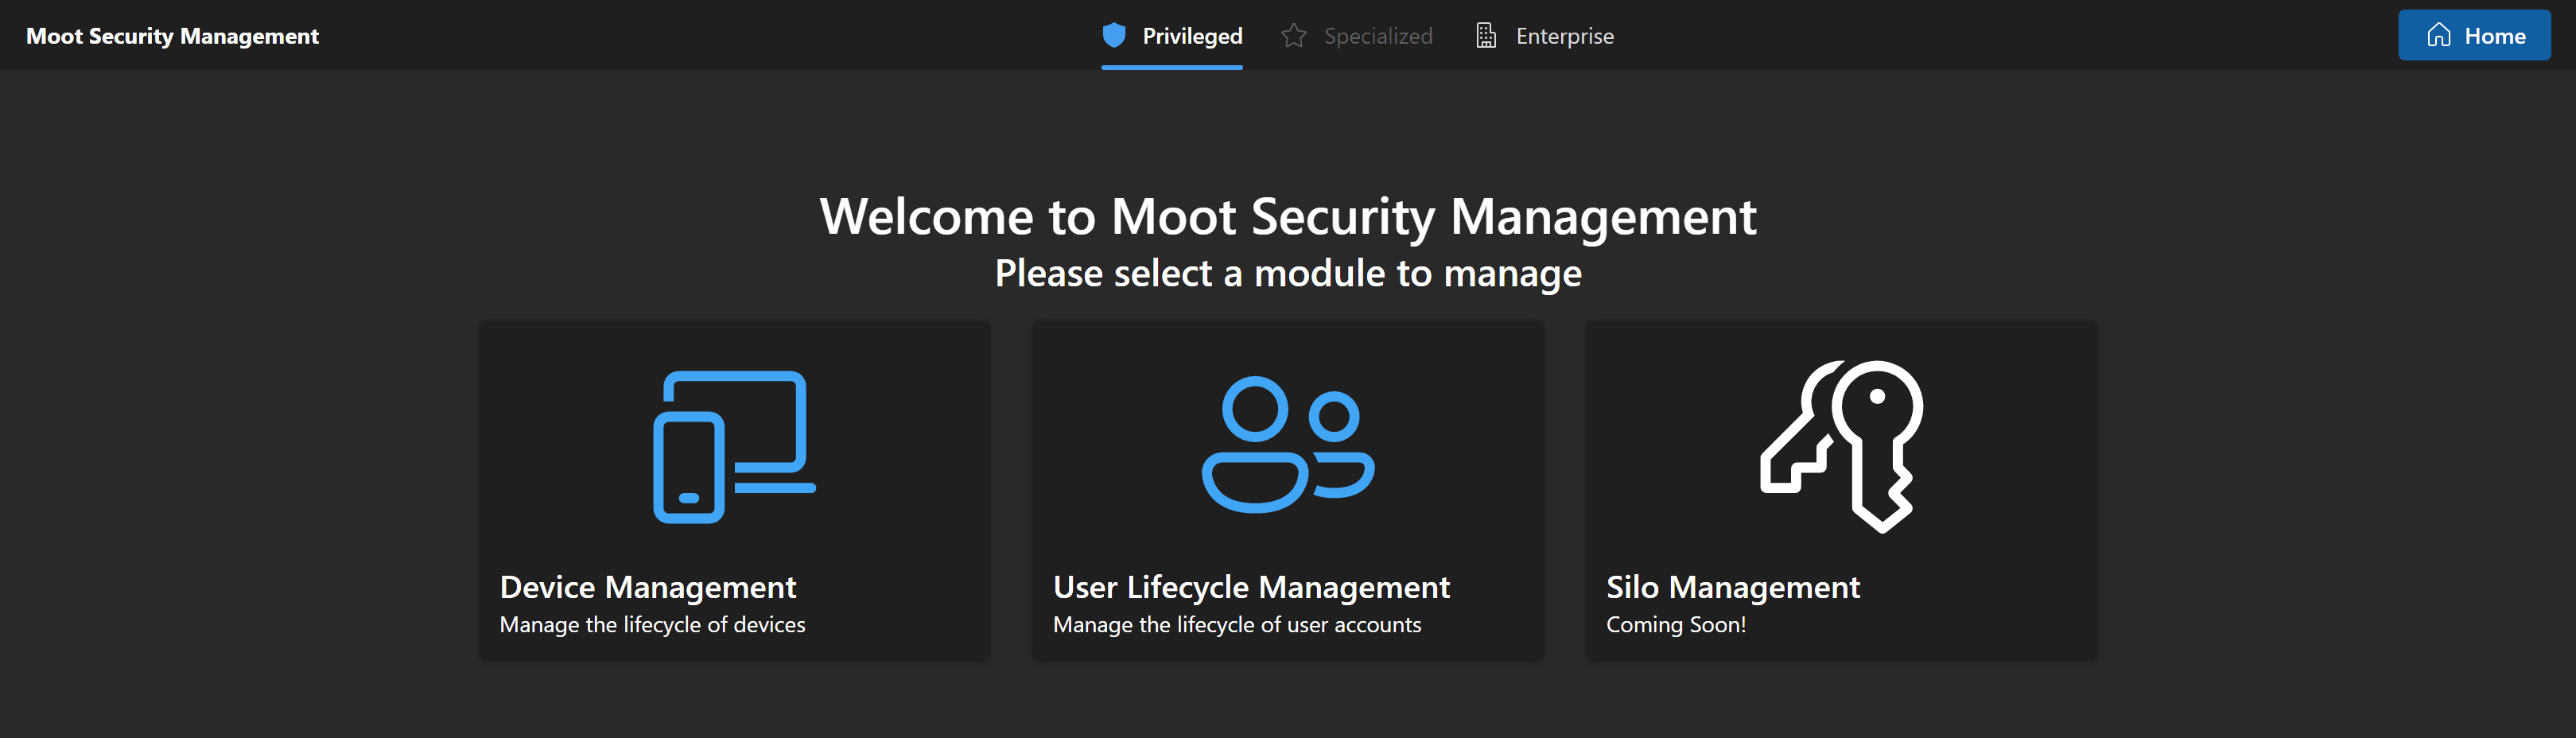 Moot Security Management
Privileged
Specialized
Enterprise
Home
Welcome to Moot Security Management
Please select a module to manage
Device Management
Manage the lifecycle of devices
User Lifecycle Management
Manage the lifecycle of user accounts
Silo Management
Coming Soon!